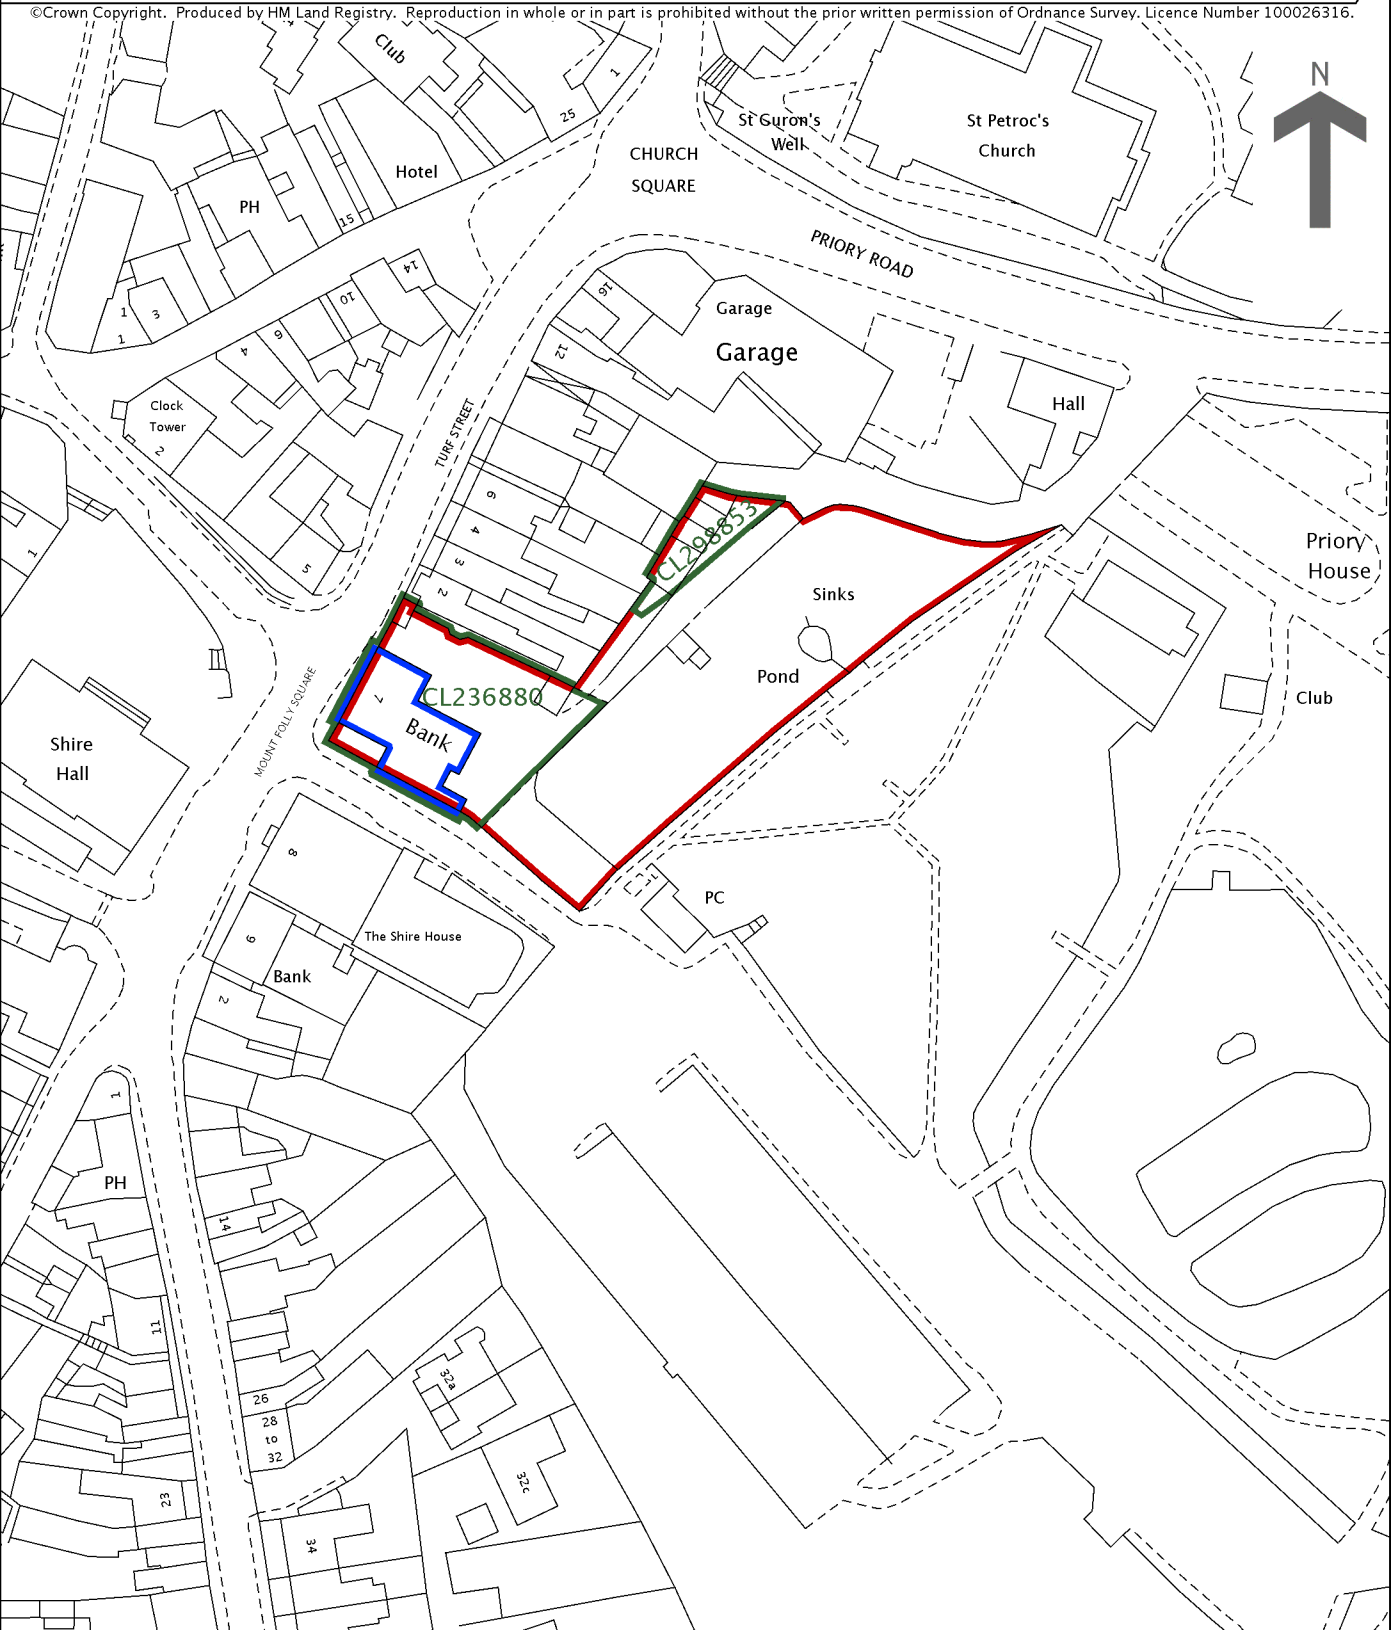 ©Crown Copyright. Produced by HM Land Registry. Reproduction in whole or in part is prohibited without the prior written permission of Ordnance Survey. Licence Number 100026316.
N
Club
1
25
St Guron's
Well
St Petroc's
Church
CHURCH
SQUARE
Hotel
PH
15
PRIORY ROAD
14
10
16
1
3
1
6
4
12
Garage
Garage
Hall
Clock
Tower
2
TURF STREET
6
4
3
2
5
1
CL298853
Priory
House
Sinks
Pond
Club
MOUNT FOLLY SQUARE
CL236880
7
Bank
Shire
Hall
8
PC
The Shire House
9
Bank
2
1
PH
14
11
26
28
to
32
32a
32c
23
34